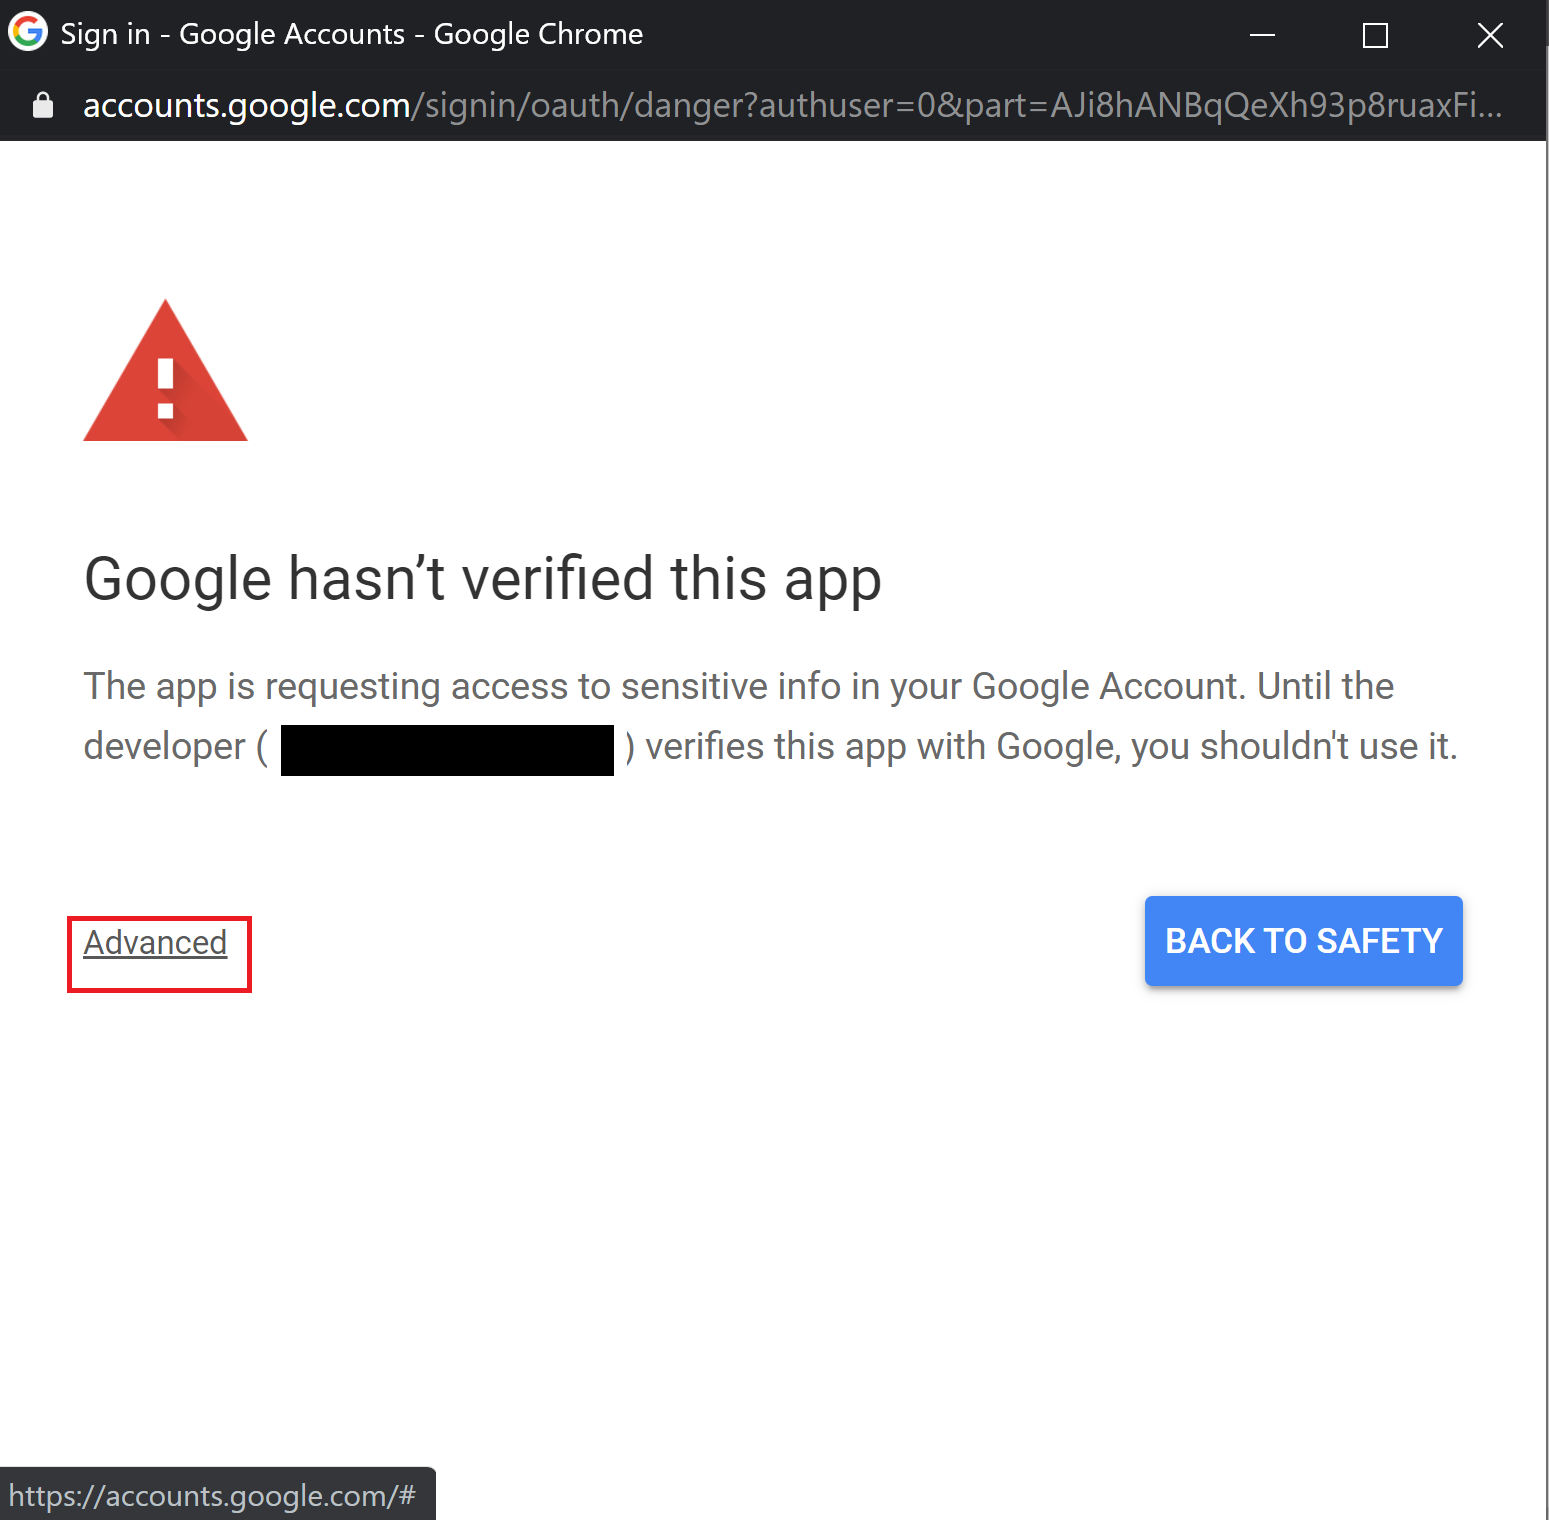 Sign in - Google Accounts - Google Chrome
accounts.google.com/signin/oauth/danger?authuser=0&part=AJi8hANBqQeXh93p8ruaxFi...
Google hasn’t verified this app
The app is requesting access to sensitive info in your Google Account. Until the
developer ( ) verifies this app with Google, you shouldn't use it.
Advanced
BACK TO SAFETY
https://accounts.google.com/#